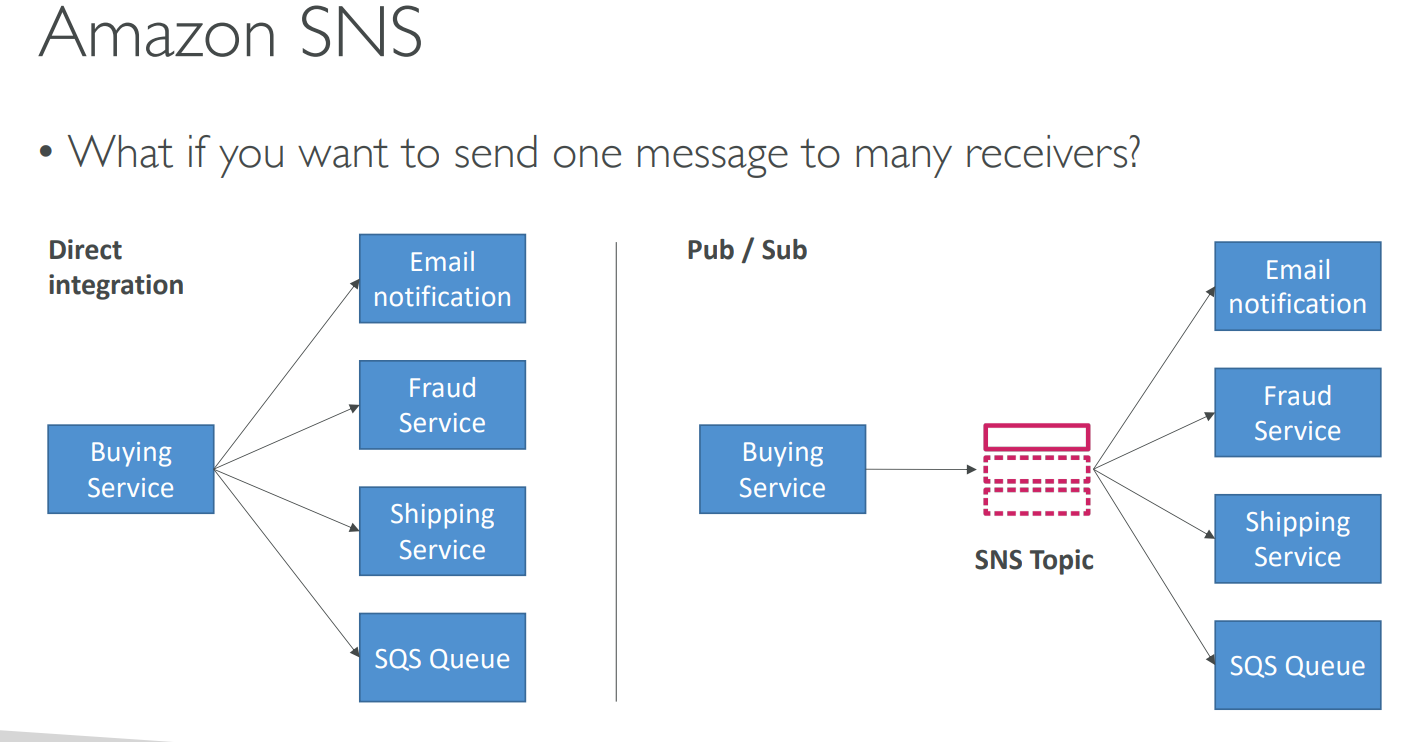 Amazon SNS
• What if you want to send one message to many receivers?
Direct
integration
Email
notification
Fraud
Service
Buying
Service
Shipping
Service
SQS Queue
Pub / Sub
Buying
Service
SNS Topic
Email
notification
Fraud
Service
Shipping
Service
SQS Queue